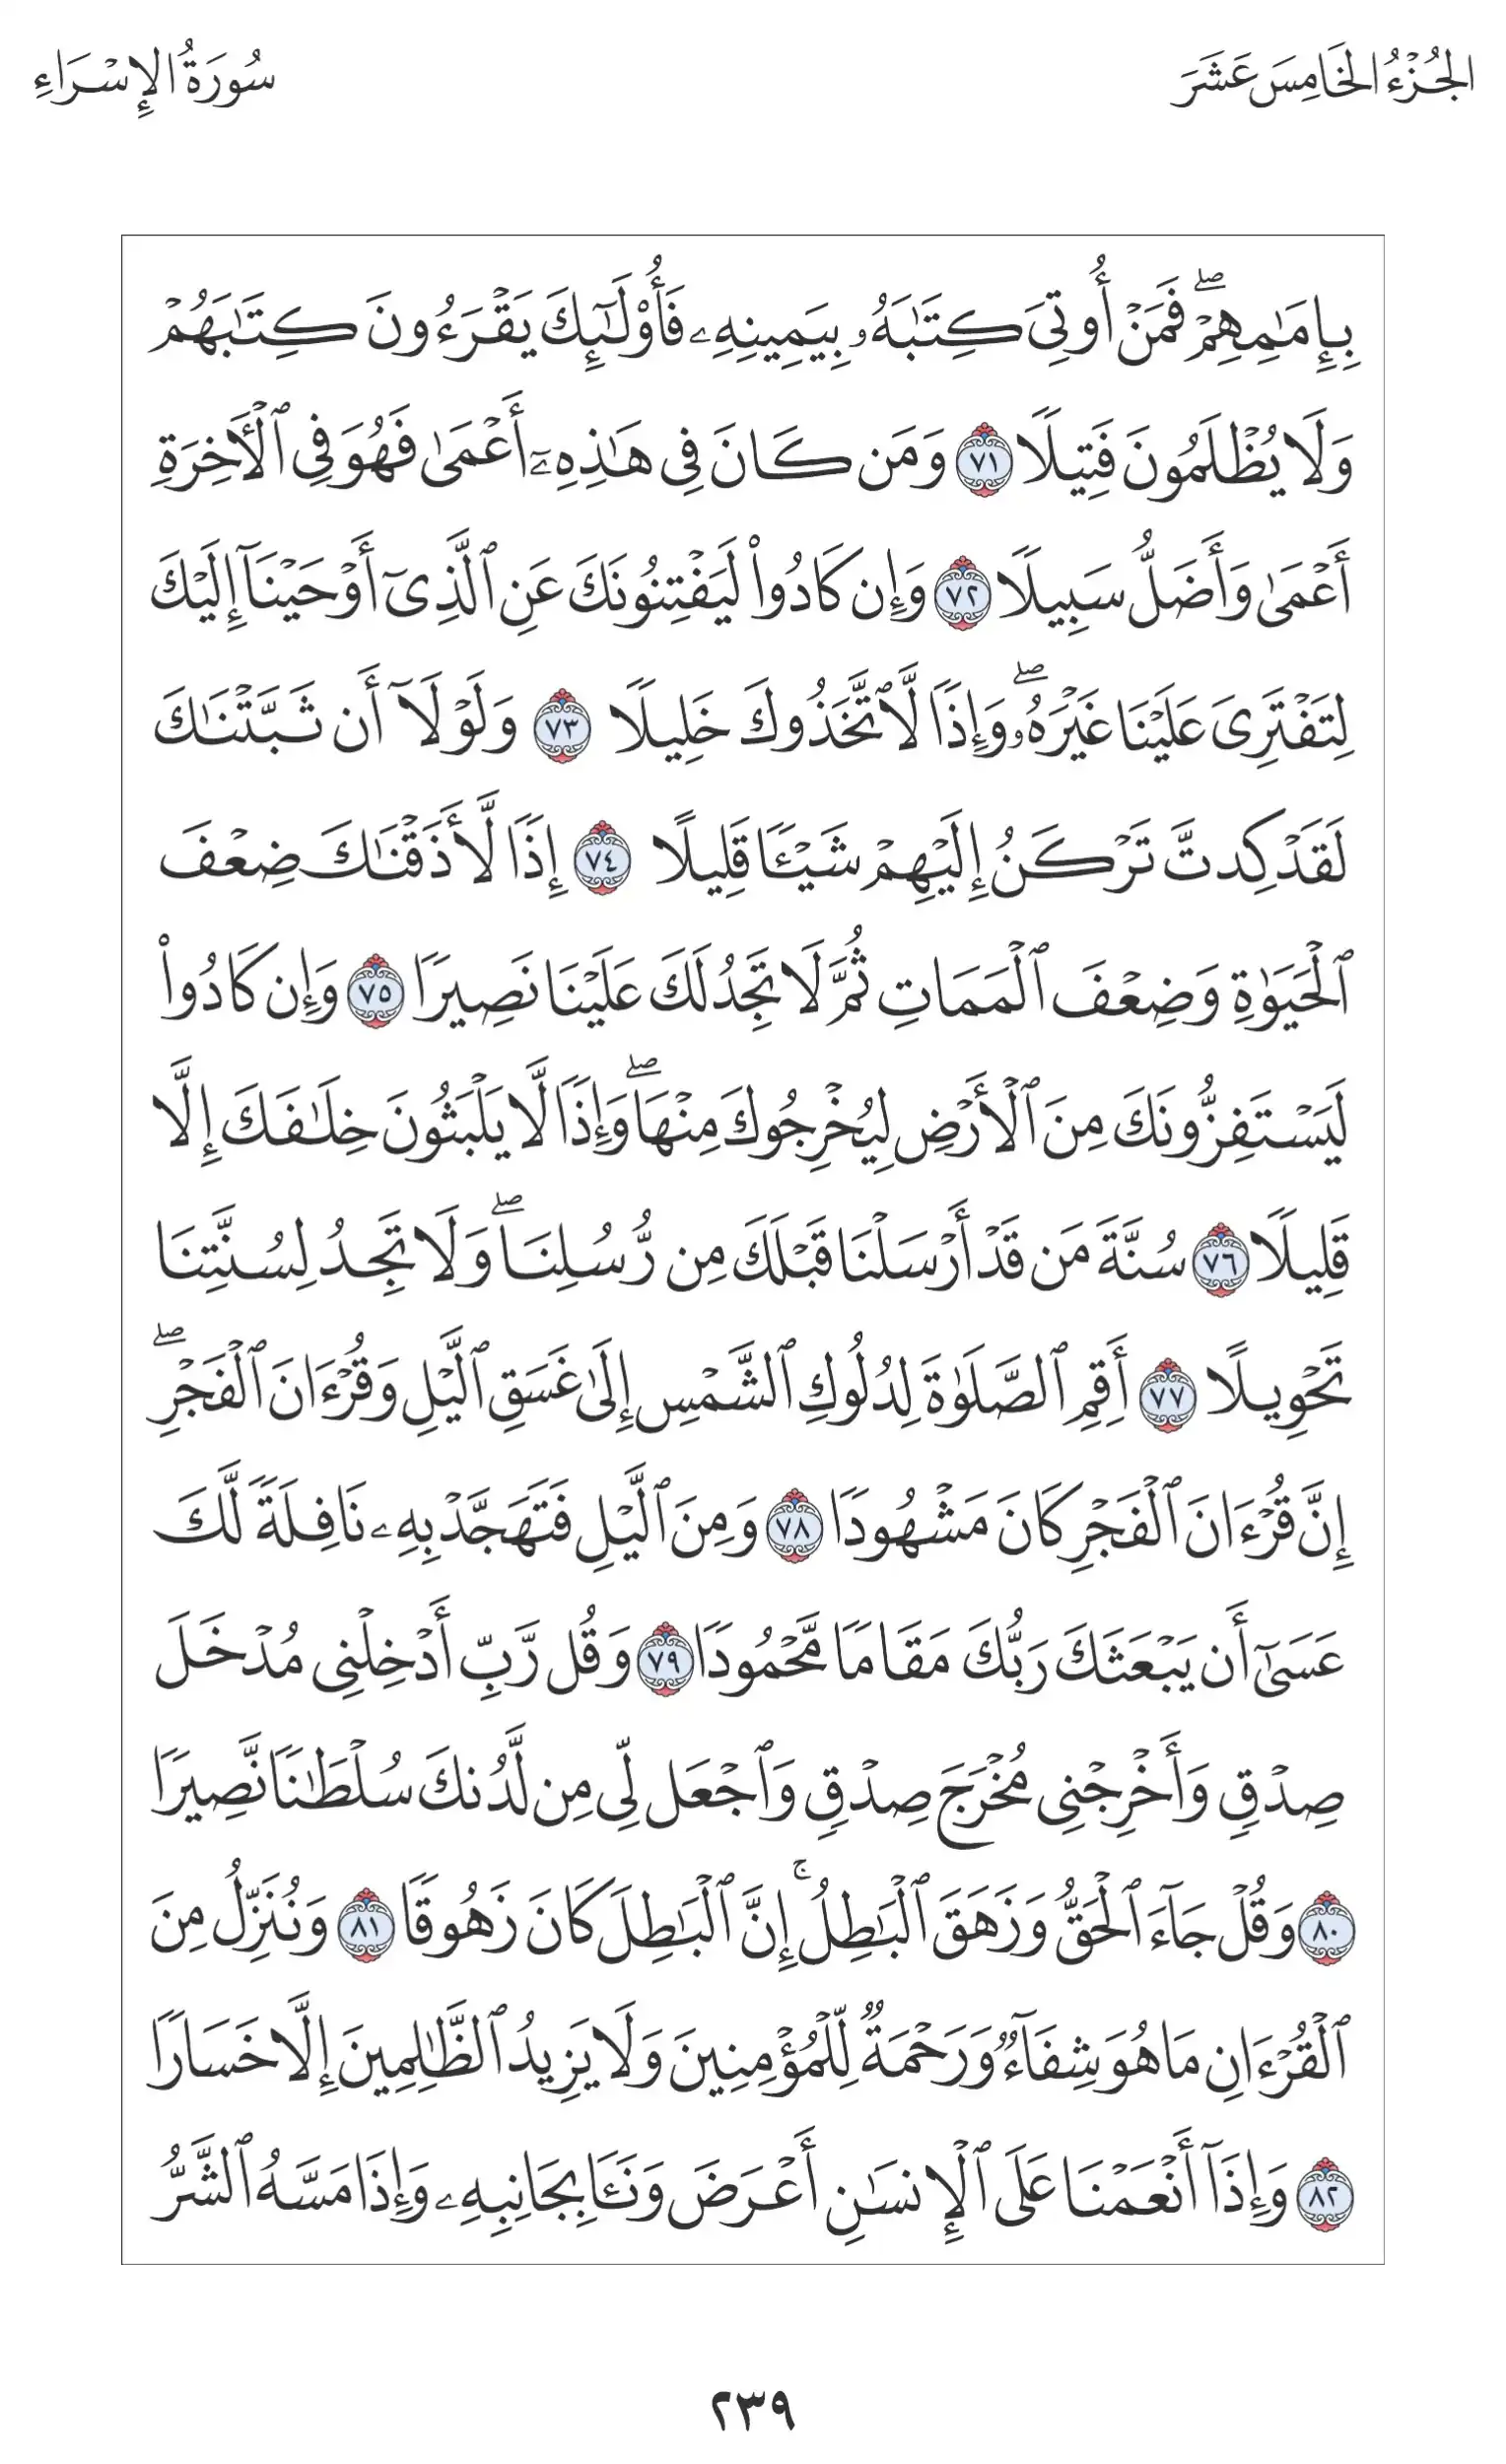 الجُزْءُ الخَامِسَ عَشَرَ
سُورَةُ الإِسْرَاءِ
بِإِمَٰمِهِمْۖ فَمَنْ أُوتِىَ كِتَٰبَهُۥ بِيَمِينِهِۦ فَأُو۟لَٰٓئِكَ يَقْرَءُونَ كِتَٰبَهُمْ
وَلَا يُظْلَمُونَ فَتِيلًا ٧١ وَمَن كَانَ فِى هَٰذِهِۦٓ أَعْمَىٰ فَهُوَ فِى ٱلْأَخِرَةِ
أَعْمَىٰ وَأَضَلُّ سَبِيلًا ٧٢ وَإِن كَادُوا۟ لَيَفْتِنُونَكَ عَنِ ٱلَّذِىٓ أَوْحَيْنَآ إِلَيْكَ
لِتَفْتَرِىَ عَلَيْنَا غَيْرَهُۥۖ وَإِذًا لَّٱتَّخَذُوكَ خَلِيلًا ٧٣ وَلَوْلَآ أَن ثَبَّتْنَٰكَ
لَقَدْ كِدتَّ تَرْكَنُ إِلَيْهِمْ شَيْـًٔا قَلِيلًا ٧٤ إِذًا لَّأَذَقْنَٰكَ ضِعْفَ
ٱلْحَيَوٰةِ وَضِعْفَ ٱلْمَمَاتِ ثُمَّ لَا تَجِدُ لَكَ عَلَيْنَا نَصِيرًا ٧٥ وَإِن كَادُوا۟
لَيَسْتَفِزُّونَكَ مِنَ ٱلْأَرْضِ لِيُخْرِجُوكَ مِنْهَاۖ وَإِذًا لَّا يَلْبَثُونَ خِلَٰفَكَ إِلَّا
قَلِيلًا ٧٦ سُنَّةَ مَن قَدْ أَرْسَلْنَا قَبْلَكَ مِن رُّسُلِنَاۖ وَلَا تَجِدُ لِسُنَّتِنَا
تَحْوِيلًا ٧٧ أَقِمِ ٱلصَّلَوٰةَ لِدُلُوكِ ٱلشَّمْسِ إِلَىٰ غَسَقِ ٱلَّيْلِ وَقُرْءَانَ ٱلْفَجْرِۖ
إِنَّ قُرْءَانَ ٱلْفَجْرِ كَانَ مَشْهُودًا ٧٨ وَمِنَ ٱلَّيْلِ فَتَهَجَّدْ بِهِۦ نَافِلَةً لَّكَ
عَسَىٰٓ أَن يَبْعَثَكَ رَبُّكَ مَقَامًا مَّحْمُودًا ٧٩ وَقُل رَّبِّ أَدْخِلْنِى مُدْخَلَ
صِدْقٍ وَأَخْرِجْنِى مُخْرَجَ صِدْقٍ وَٱجْعَل لِّى مِن لَّدُنكَ سُلْطَٰنًا نَّصِيرًا
٨٠ وَقُلْ جَآءَ ٱلْحَقُّ وَزَهَقَ ٱلْبَٰطِلُۚ إِنَّ ٱلْبَٰطِلَ كَانَ زَهُوقًا ٨١ وَنُنَزِّلُ مِنَ
ٱلْقُرْءَانِ مَا هُوَ شِفَآءٌ وَرَحْمَةٌ لِّلْمُؤْمِنِينَ وَلَا يَزِيدُ ٱلظَّٰلِمِينَ إِلَّا خَسَارًا
٨٢ وَإِذَآ أَنْعَمْنَا عَلَى ٱلْإِنسَٰنِ أَعْرَضَ وَنَـَٔا بِجَانِبِهِۦ وَإِذَا مَسَّهُ ٱلشَّرُّ
٢٣٩